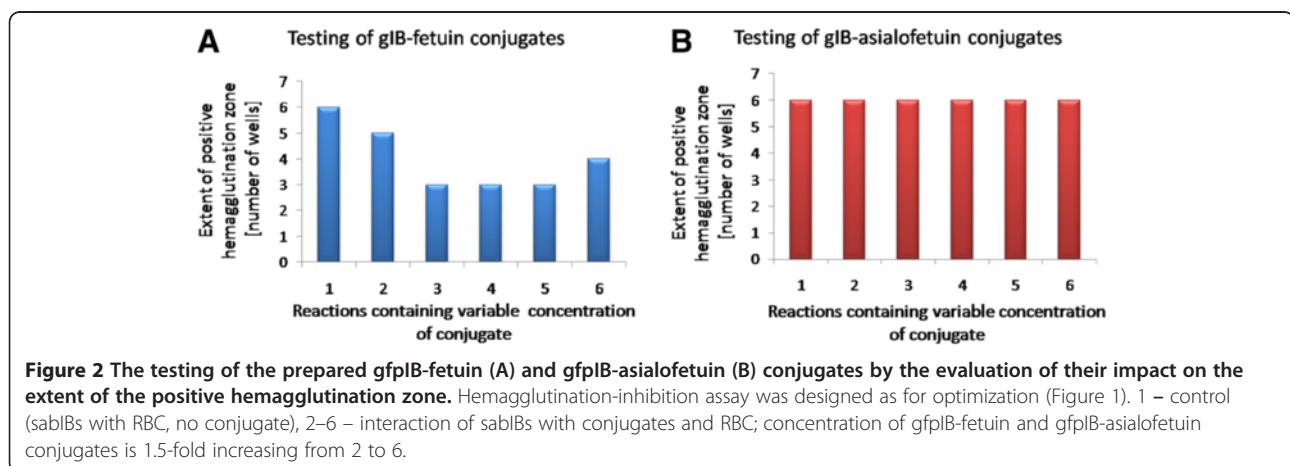 A
Testing of gIB-fetuin conjugates
Extent of positive
hemagglutination zone
[number of wells]
7
6
5
4
3
2
1
0
1 2 3 4 5 6
Reactions containing variable concentration
of conjugate
B
Testing of gIB-asialofetuin conjugates
Extent of positive
hemagglutination zone
[number of wells]
7
6
5
4
3
2
1
0
1 2 3 4 5 6
Reactions containing variable concentration
of conjugate
Figure 2 The testing of the prepared gfpIB-fetuin (A) and gfpIB-asialofetuin (B) conjugates by the evaluation of their impact on the
extent of the positive hemagglutination zone. Hemagglutination-inhibition assay was designed as for optimization (Figure 1). 1 – control
(sabIBs with RBC, no conjugate), 2–6 – interaction of sabIBs with conjugates and RBC; concentration of gfpIB-fetuin and gfpIB-asialofetuin
conjugates is 1.5-fold increasing from 2 to 6.